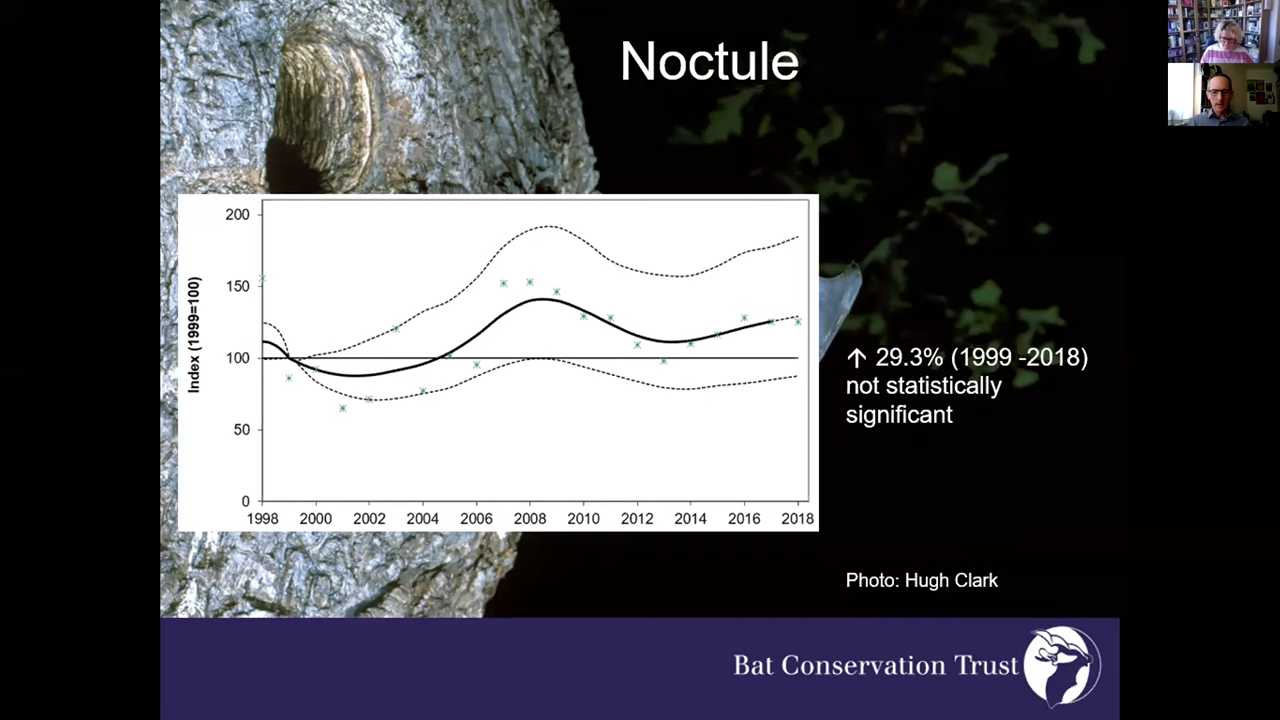 Noctule
200
150
100
50
0
Index (1999=100)
1998 2000 2002 2004 2006 2008 2010 2012 2014 2016 2018
↑ 29.3% (1999 -2018)
not statistically
significant
Photo: Hugh Clark
Bat Conservation Trust